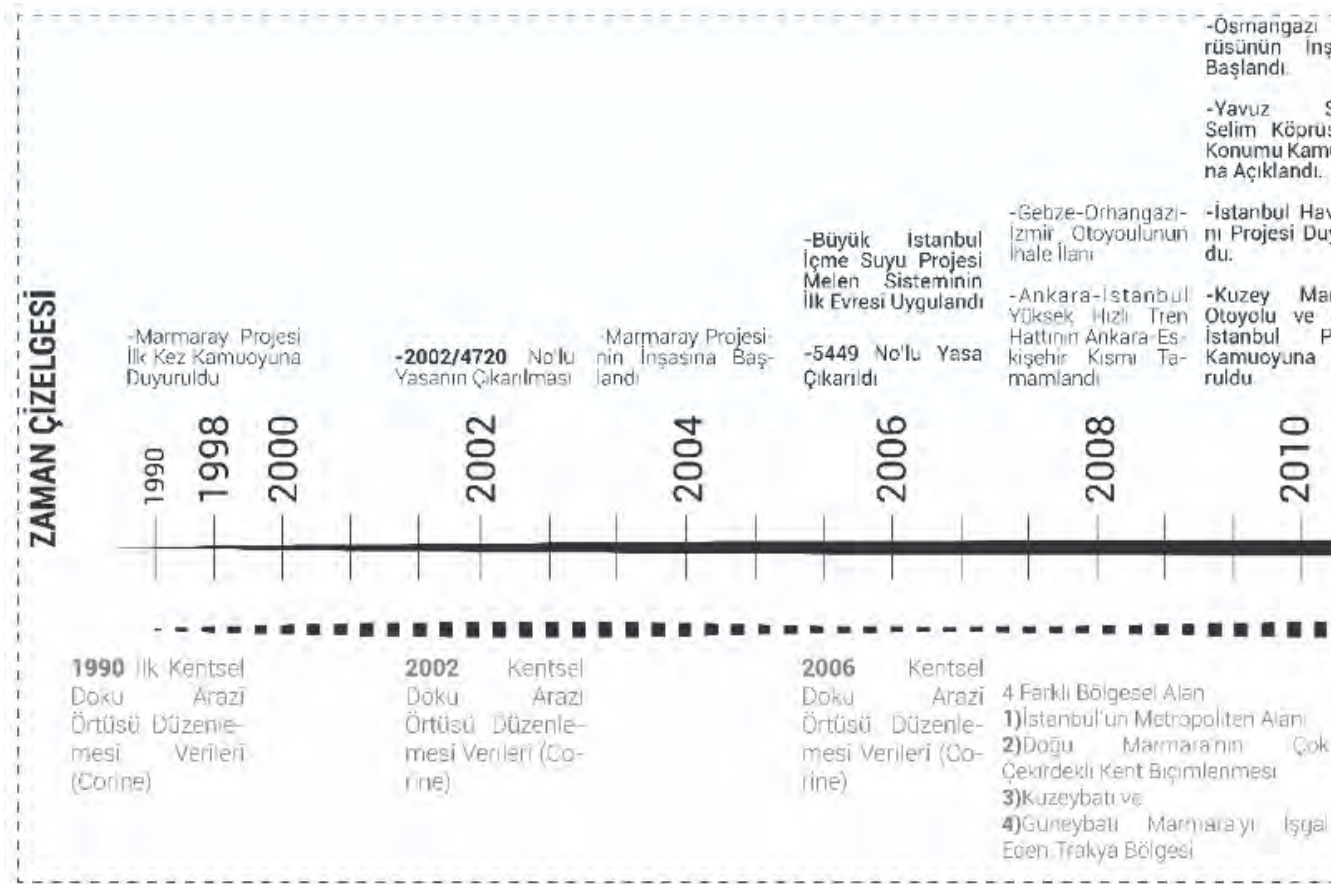 ZAMAN ÇİZELGESİ
-Marmaray Projesi
İlk Kez Kamuoyuna
Duyuruldu
-2002/4720 No'lu
Yasanın Çıkarılması
-Marmaray Projesi-
nin İnşasına Baş-
landı
-Büyük İstanbul
İçme Suyu Projesi
Melen Sisteminin
İlk Evresi Uygulandı
-5449 No'lu Yasa
Çıkarıldı
-Gebze-Orhangazi-
İzmir Otoyoulunun
İhale İlanı
-Ankara-İstanbul
Yüksek Hızlı Tren
Hattının Ankara-Es-
kişehir Kısmı Ta-
mamlandı
-Osmangazi
rüsünün İnş
Başlandı.
-Yavuz S
Selim Köprüs
Konumu Kamu
na Açıklandı.
-İstanbul Hav
nı Projesi Duy
du.
-Kuzey Mar
Otoyolu ve
İstanbul P
Kamuoyuna
ruldu.
1990
1998
2000
2002
2004
2006
2008
2010
1990 İlk Kentsel
Doku Arazi
Örtüsü Düzenle-
mesi Verileri
(Corine)
2002 Kentsel
Doku Arazi
Örtüsü Düzenle-
mesi Verileri (Co-
rine)
2006 Kentsel
Doku Arazi
Örtüsü Düzenle-
mesi Verileri (Co-
rine)
4 Farklı Bölgesel Alan
1)İstanbul'un Metropoliten Alanı
2)Doğu Marmara'nın Çok
Çekirdekli Kent Biçimlenmesi
3)Kuzeybatı ve
4)Güneybatı Marmara'yı İşgal
Eden Trakya Bölgesi